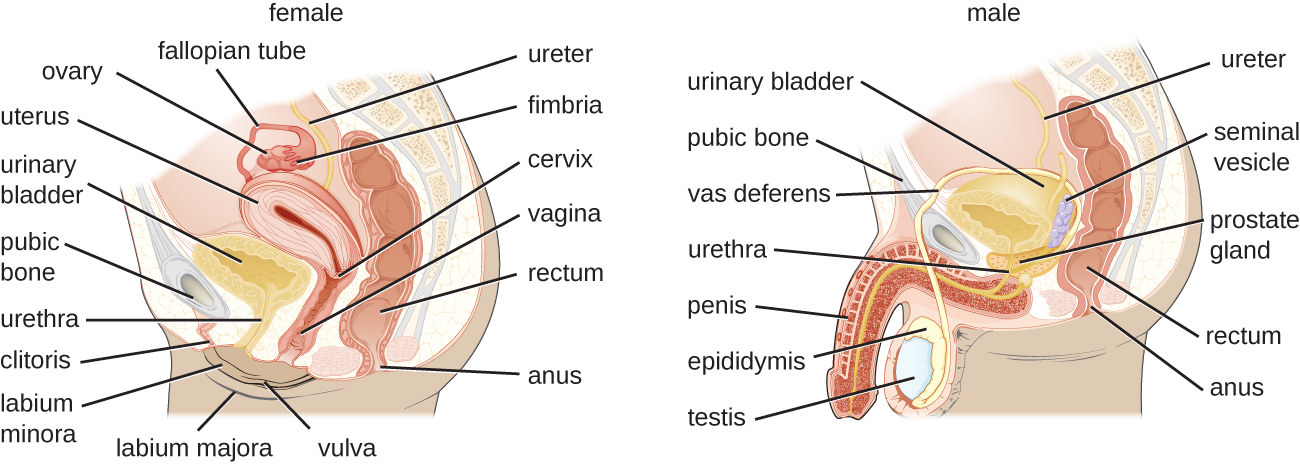 female
fallopian tube
ovary
uterus
urinary
bladder
pubic
bone
urethra
clitoris
labium
minora
labium majora
vulva
ureter
fimbria
cervix
vagina
rectum
anus
male
urinary bladder
pubic bone
vas deferens
urethra
penis
epididymis
testis
ureter
seminal
vesicle
prostate
gland
rectum
anus